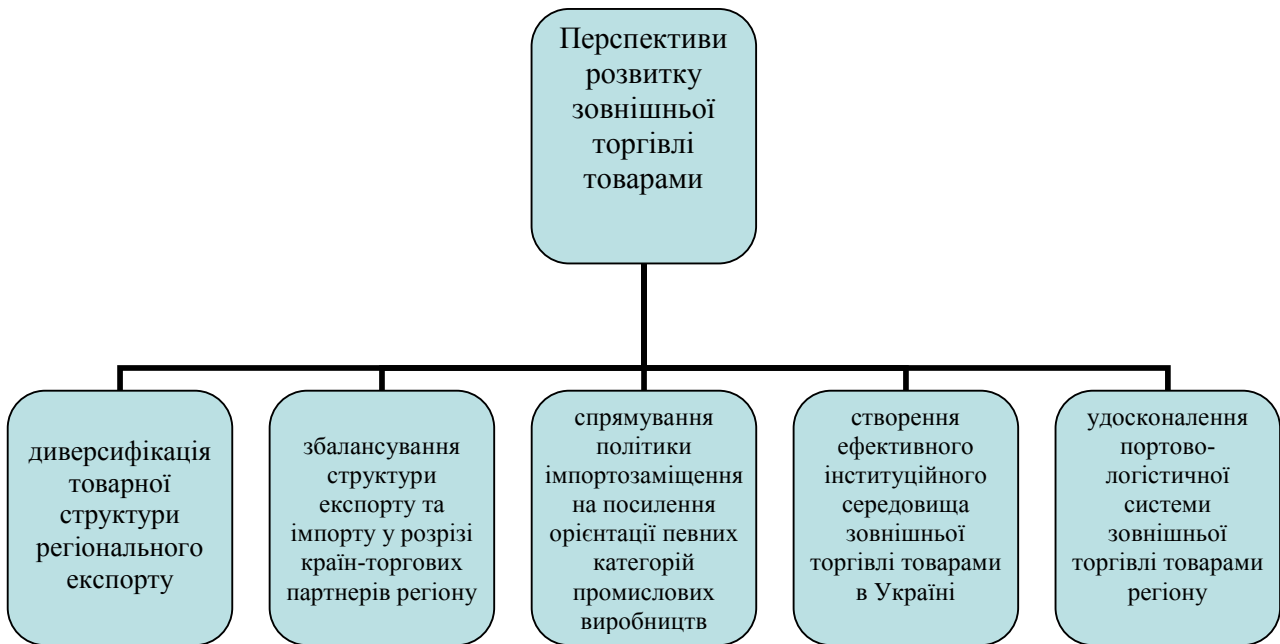 Перспективи
розвитку
зовнішньої
торгівлі
товарами
диверсифікація
товарної
структури
регіонального
експорту
збалансування
структури
експорту та
імпорту у розрізі
країн-торгових
партнерів регіону
спрямування
політики
імпортозаміщення
на посилення
орієнтації певних
категорій
промислових
виробництв
створення
ефективного
інституційного
середовища
зовнішньої
торгівлі товарами
в Україні
удосконалення
портово-
логістичної
системи
зовнішньої
торгівлі товарами
регіону